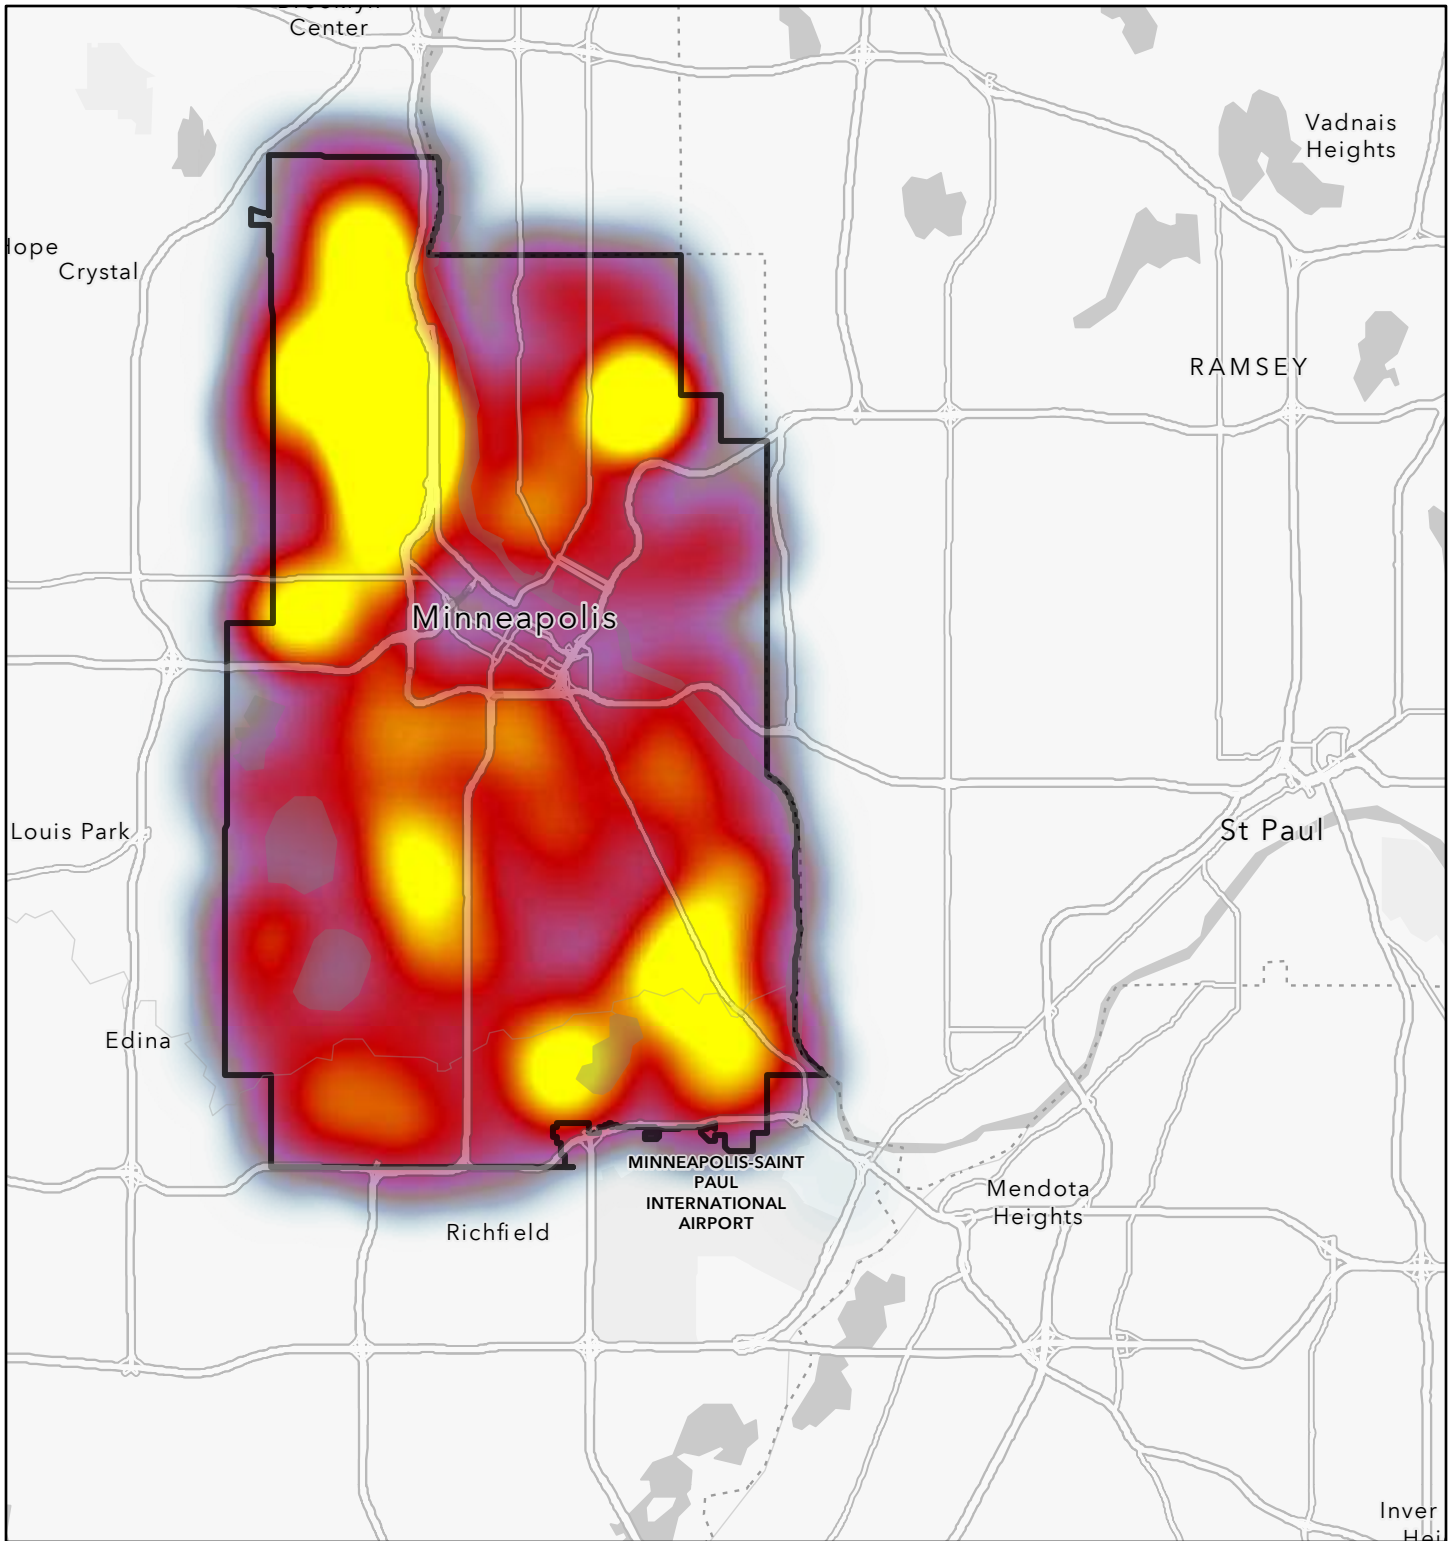 Center
Vadnais
Heights
Crystal
RAMSEY
Minneapolis
Louis Park
St Paul
Edina
MINNEAPOLIS-SAINT
PAUL
INTERNATIONAL
AIRPORT
Mendota
Heights
Richfield
Inver